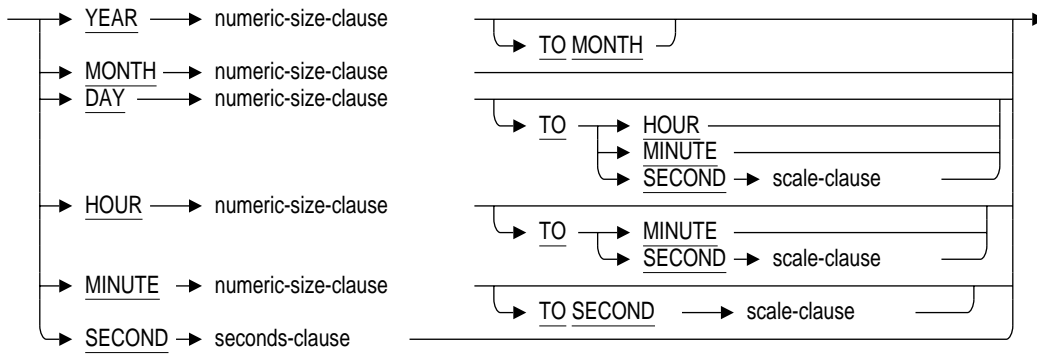 YEAR numeric-size-clause
TO MONTH
MONTH numeric-size-clause
DAY numeric-size-clause
TO HOUR
MINUTE
SECOND scale-clause
HOUR numeric-size-clause
TO MINUTE
SECOND scale-clause
MINUTE numeric-size-clause
TO SECOND scale-clause
SECOND seconds-clause